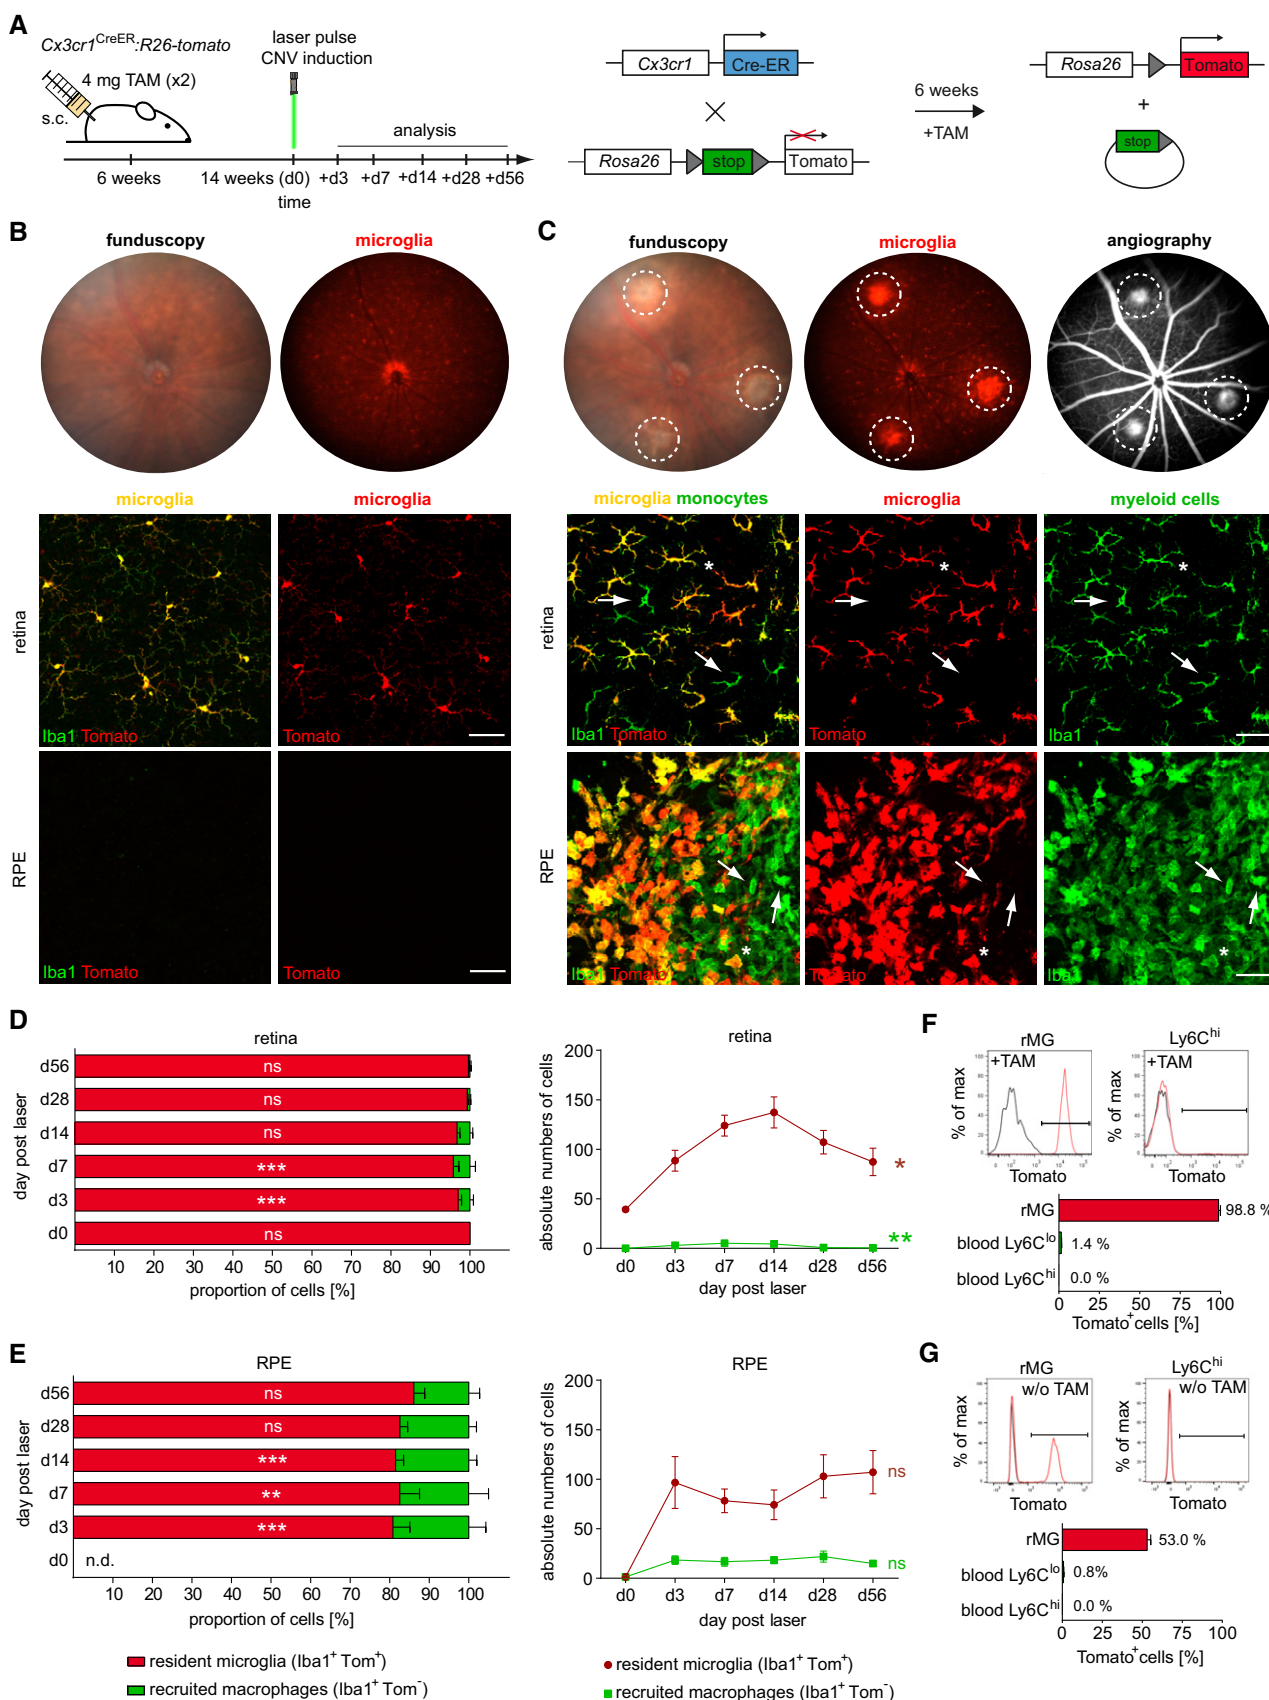 A
Cx3cr1CreER:R26-tomato
4 mg TAM (x2)
s.c.
laser pulse
CNV induction
analysis
6 weeks
14 weeks (d0)
+d3
+d7
+d14
+d28
+d56
time
Cx3cr1
Cre-ER
Rosa26
stop
Tomato
6 weeks
+TAM
Rosa26
Tomato
+
stop
B
funduscopy
microglia
microglia
microglia
retina
Iba1 Tomato
Tomato
RPE
Iba1 Tomato
Tomato
C
funduscopy
microglia
angiography
microglia monocytes
microglia
myeloid cells
retina
*
*
*
Iba1 Tomato
Tomato
Iba1
RPE
*
*
*
Iba1 Tomato
Tomato
Iba1
D
retina
day post laser
d56
ns
d28
ns
d14
ns
d7
***
d3
***
d0
ns
10 20 30 40 50 60 70 80 90 100
proportion of cells [%]
retina
absolute numbers of cells
200
150
100
50
0
*
**
d0 d3 d7 d14 d28 d56
day post laser
E
RPE
day post laser
d56
ns
d28
ns
d14
***
d7
**
d3
***
d0
n.d.
10 20 30 40 50 60 70 80 90 100
proportion of cells [%]
resident microglia (Iba1+ Tom+)
recruited macrophages (Iba1+ Tom-)
RPE
absolute numbers of cells
200
150
100
50
0
ns
ns
d0 d3 d7 d14 d28 d56
day post laser
resident microglia (Iba1+ Tom+)
recruited macrophages (Iba1+ Tom-)
F
rMG
+TAM
% of max
Tomato
Ly6Chi
+TAM
% of max
Tomato
rMG
98.8 %
blood Ly6Clo
1.4 %
blood Ly6Chi
0.0 %
0 25 50 75 100
Tomato+cells [%]
G
rMG
w/o TAM
% of max
Tomato
Ly6Chi
w/o TAM
% of max
Tomato
rMG
53.0 %
blood Ly6Clo
0.8%
blood Ly6Chi
0.0 %
0 25 50 75 100
Tomato+cells [%]